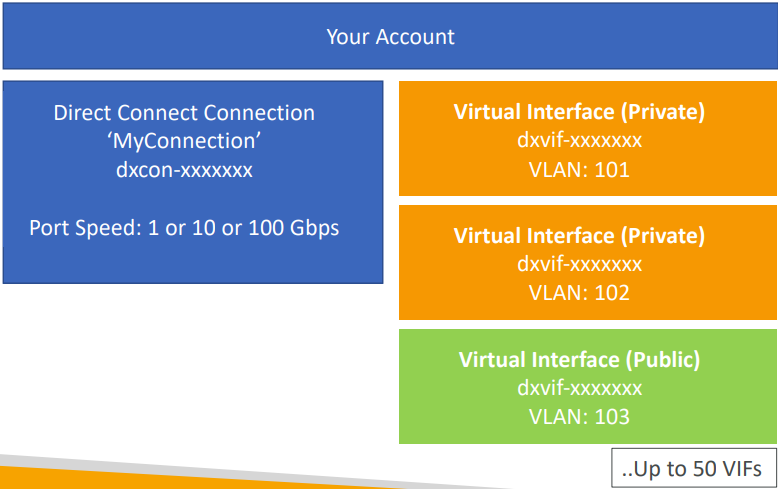 Your Account
Direct Connect Connection
‘MyConnection’
dxcon-xxxxxxx
Port Speed: 1 or 10 or 100 Gbps
Virtual Interface (Private)
dxvif-xxxxxxx
VLAN: 101
Virtual Interface (Private)
dxvif-xxxxxxx
VLAN: 102
Virtual Interface (Public)
dxvif-xxxxxxx
VLAN: 103
..Up to 50 VIFs